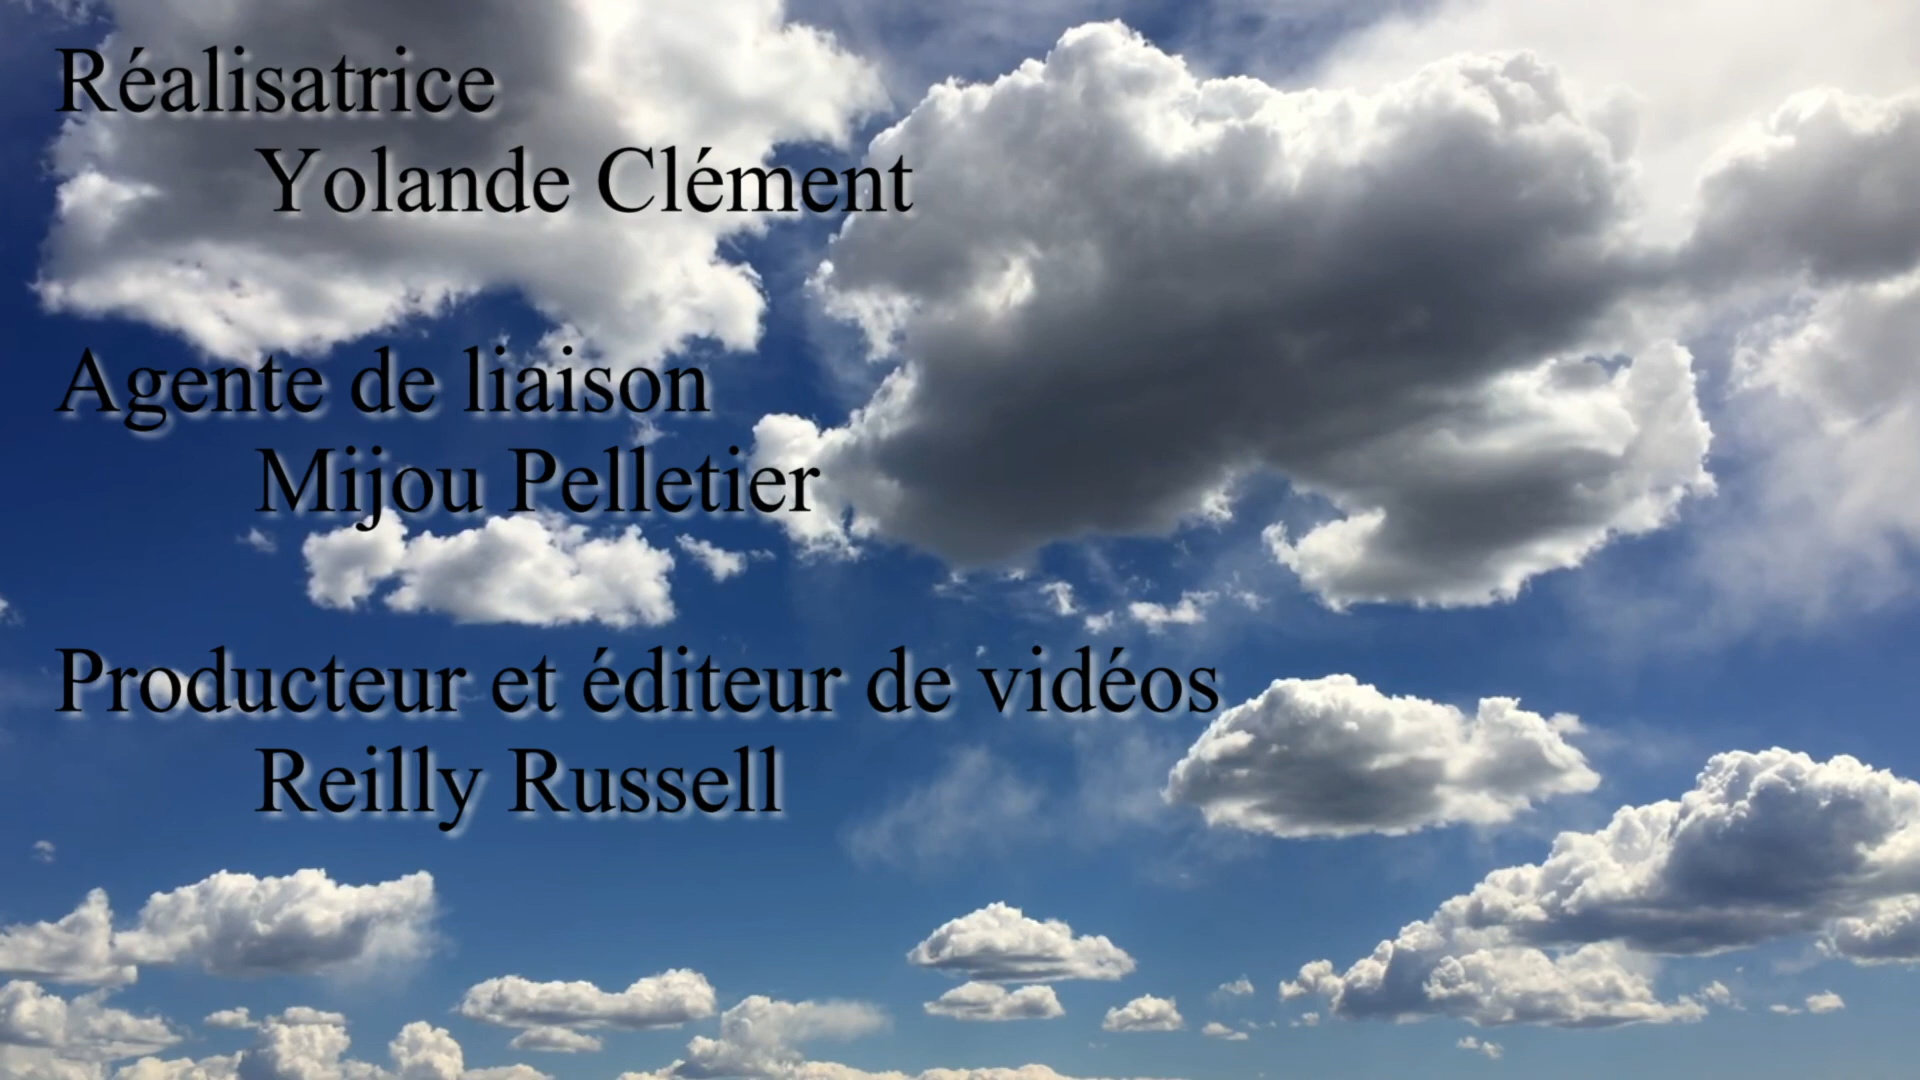 Réalisatrice
Yolande Clément
Agente de liaison
Mijou Pelletier
Producteur et éditeur de vidéos
Reilly Russell